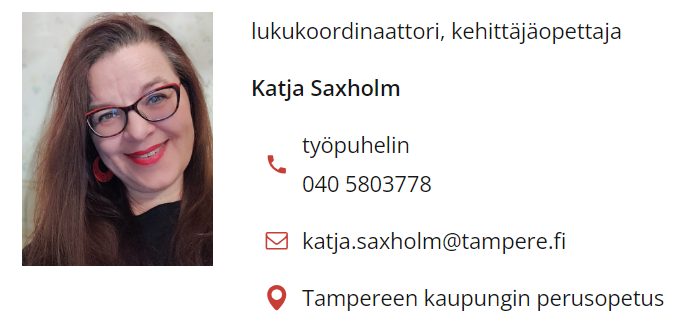 lukukoordinaattori, kehittäjäopettaja
Katja Saxholm
työpuhelin
040 5803778
katja.saxholm@tampere.fi
Tampereen kaupungin perusopetus